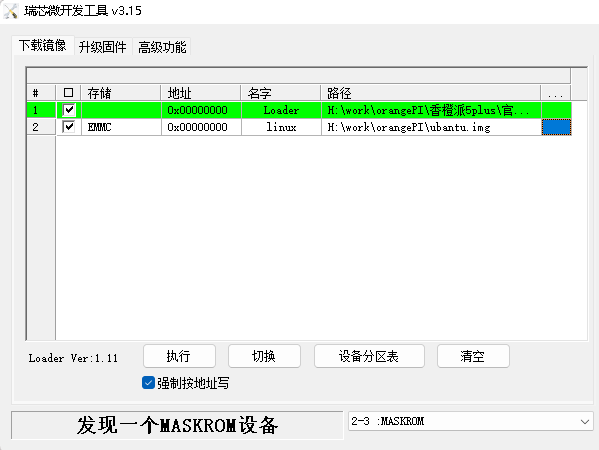 瑞芯微开发工具 v3.15
下载镜像 升级固件 高级功能
# 存储 地址 名字 路径 ...
1 0x00000000 Loader H:\work\orangePI\香橙派5plus\官...
2 EMMC 0x00000000 linux H:\work\orangePI\ubantu.img
Loader Ver:1.11 执行 切换 设备分区表 清空
强制按地址写
发现一个MASKROM设备 2-3 :MASKROM